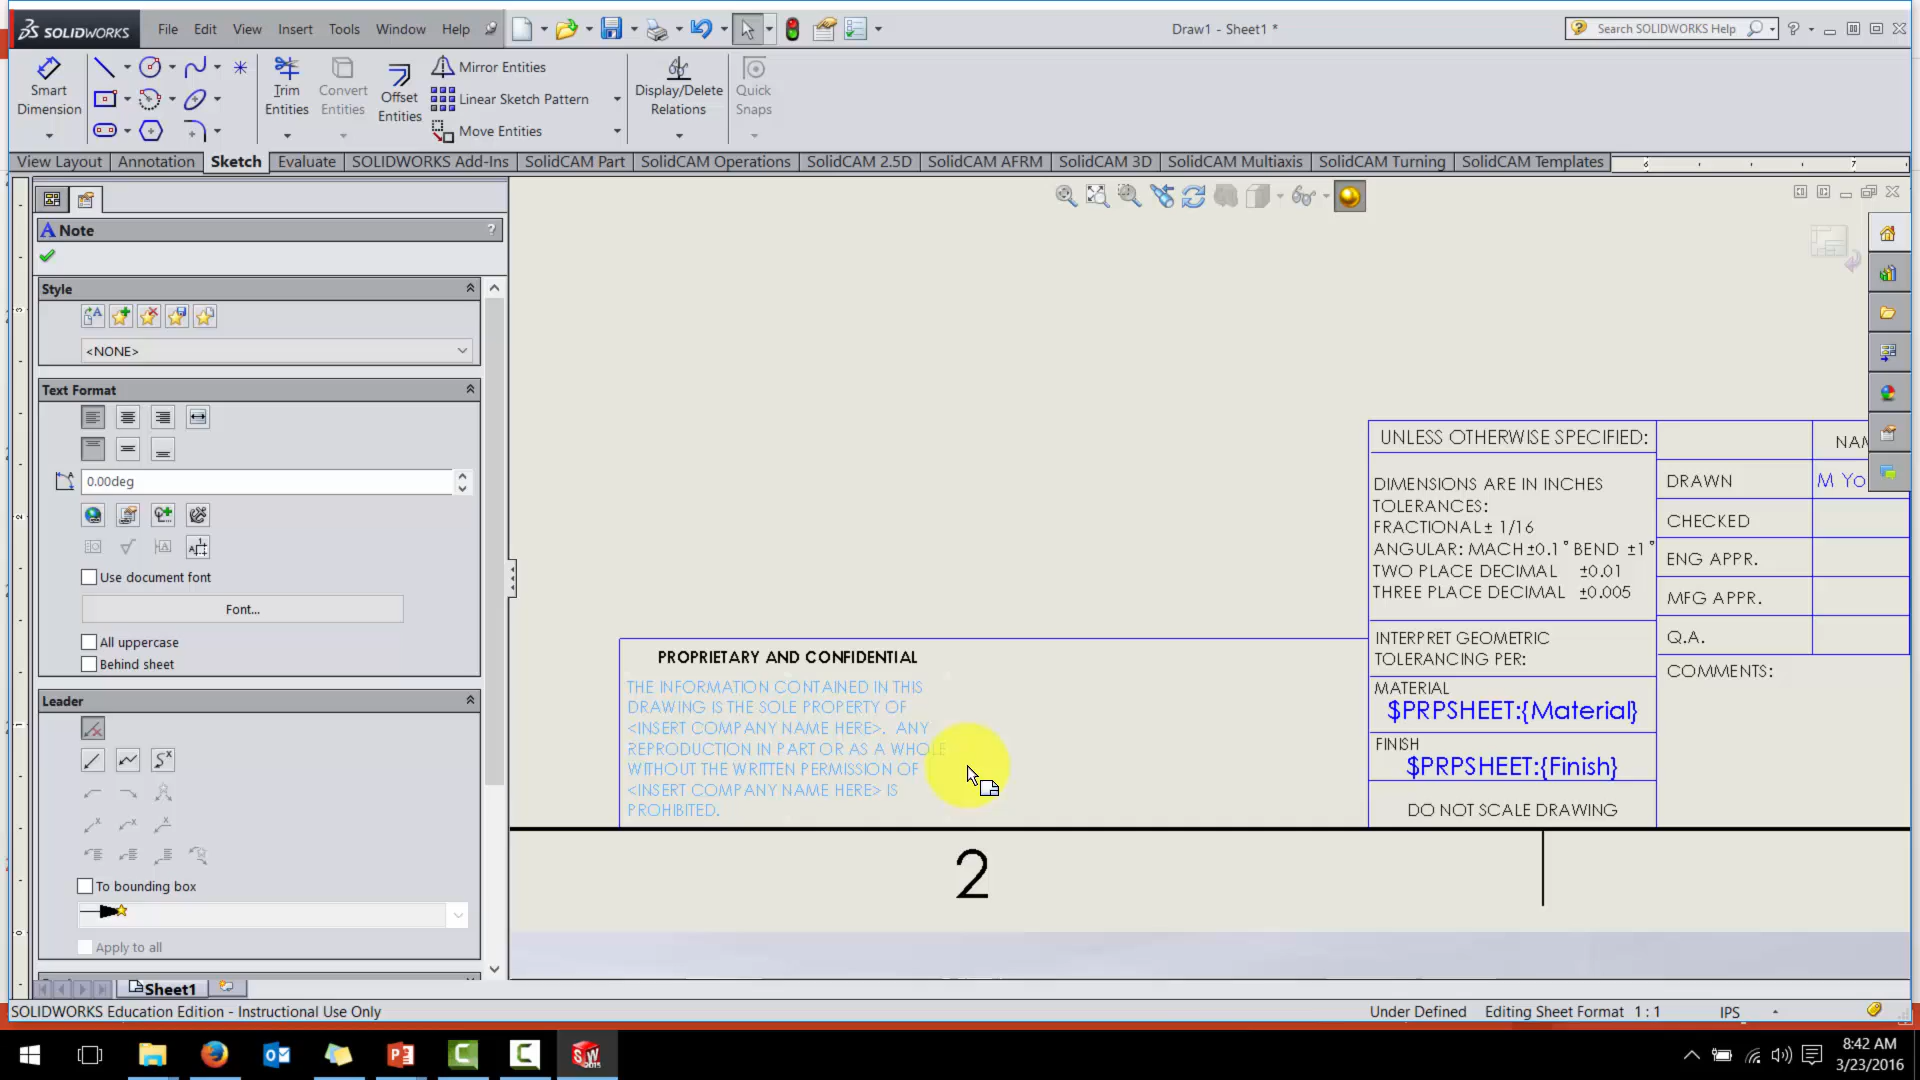 SOLIDWORKS
File Edit View Insert Tools Window Help
Draw1 - Sheet1 *
Search SOLIDWORKS Help
Smart Dimension
Trim Entities
Convert Entities
Offset Entities
Mirror Entities
Linear Sketch Pattern
Move Entities
Display/Delete Relations
Quick Snaps
View Layout Annotation Sketch Evaluate SOLIDWORKS Add-Ins SolidCAM Part SolidCAM Operations SolidCAM 2.5D SolidCAM AFRM SolidCAM 3D SolidCAM Multiaxis SolidCAM Turning SolidCAM Templates
Note
?
Style
<NONE>
Text Format
0.00deg
Use document font
Font...
All uppercase
Behind sheet
Leader
To bounding box
Apply to all
UNLESS OTHERWISE SPECIFIED:
DIMENSIONS ARE IN INCHES
TOLERANCES:
FRACTIONAL± 1/16
ANGULAR: MACH±0.1° BEND ±1°
TWO PLACE DECIMAL ±0.01
THREE PLACE DECIMAL ±0.005
INTERPRET GEOMETRIC
TOLERANCING PER:
MATERIAL
$PRPSHEET:{Material}
FINISH
$PRPSHEET:{Finish}
DO NOT SCALE DRAWING
NAM
DRAWN M Yo
CHECKED
ENG APPR.
MFG APPR.
Q.A.
COMMENTS:
PROPRIETARY AND CONFIDENTIAL
THE INFORMATION CONTAINED IN THIS
DRAWING IS THE SOLE PROPERTY OF
<INSERT COMPANY NAME HERE>. ANY
REPRODUCTION IN PART OR AS A WHOLE
WITHOUT THE WRITTEN PERMISSION OF
<INSERT COMPANY NAME HERE> IS
PROHIBITED.
2
Sheet1
SOLIDWORKS Education Edition - Instructional Use Only
Under Defined Editing Sheet Format 1 : 1 IPS
8:42 AM
3/23/2016